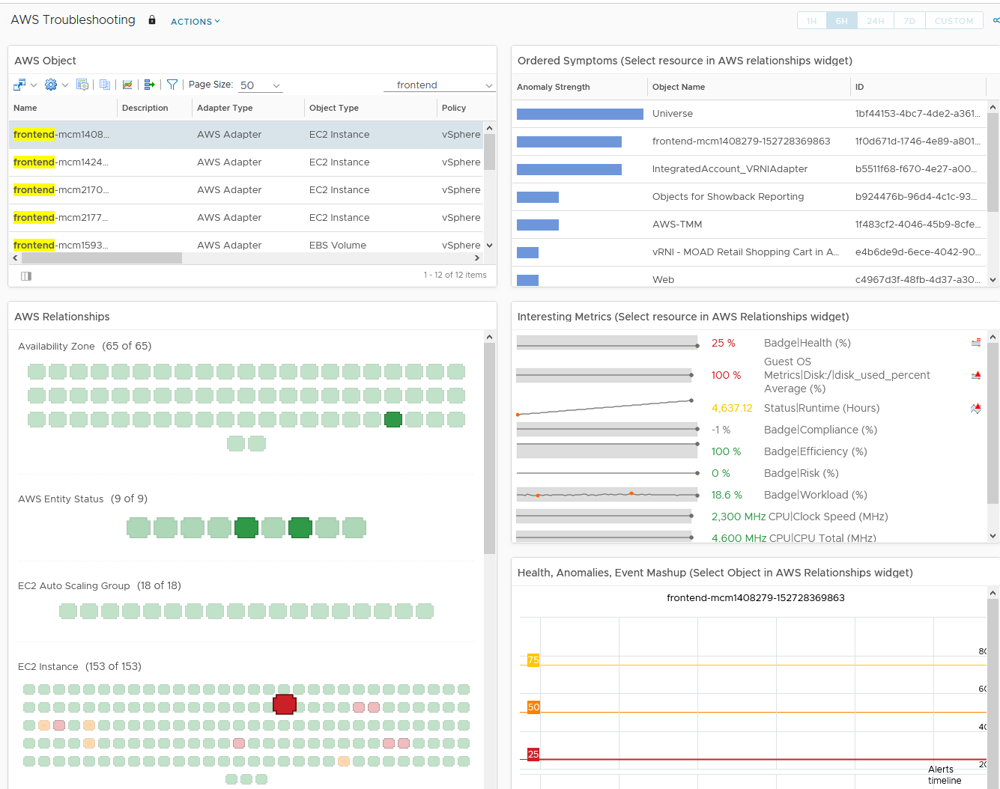 AWS Troubleshooting
ACTIONS
1H 6H 24H 7D CUSTOM
AWS Object
Page Size: 50
frontend
Name Description Adapter Type Object Type Policy
frontend-mcm1408... AWS Adapter EC2 Instance vSphere
frontend-mcm1424... AWS Adapter EC2 Instance vSphere
frontend-mcm2170... AWS Adapter EC2 Instance vSphere
frontend-mcm2177... AWS Adapter EC2 Instance vSphere
frontend-mcm1593... AWS Adapter EBS Volume vSphere
1 - 12 of 12 items
Ordered Symptoms (Select resource in AWS relationships widget)
Anomaly Strength Object Name ID
Universe 1bf44153-4bc7-4de2-a361...
frontend-mcm1408279-152728369863 1f0d671d-1746-4e89-a801...
IntegratedAccount_VRNIAdapter b5511f68-f670-4e27-a00...
Objects for Showback Reporting b924476b-96d4-4c1c-93...
AWS-TMM 1f483cf2-4046-45b9-8cfe...
vRNI - MOAD Retail Shopping Cart in A... e4b6de9d-6ece-4042-90...
Web c4967d3f-48fb-4d37-a30...
AWS Relationships
Availability Zone (65 of 65)
AWS Entity Status (9 of 9)
EC2 Auto Scaling Group (18 of 18)
EC2 Instance (153 of 153)
Interesting Metrics (Select resource in AWS Relationships widget)
25 % Badge|Health (%)
Guest OS
100 % Metrics|Disk:/|disk_used_percent
Average (%)
4,637.12 Status|Runtime (Hours)
-1 % Badge|Compliance (%)
100 % Badge|Efficiency (%)
0 % Badge|Risk (%)
18.6 % Badge|Workload (%)
2,300 MHz CPU|Clock Speed (MHz)
4,600 MHz CPU|CPU Total (MHz)
Health, Anomalies, Event Mashup (Select Object in AWS Relationships widget)
frontend-mcm1408279-152728369863
80
75
60
50
40
25
20
Alerts
timeline